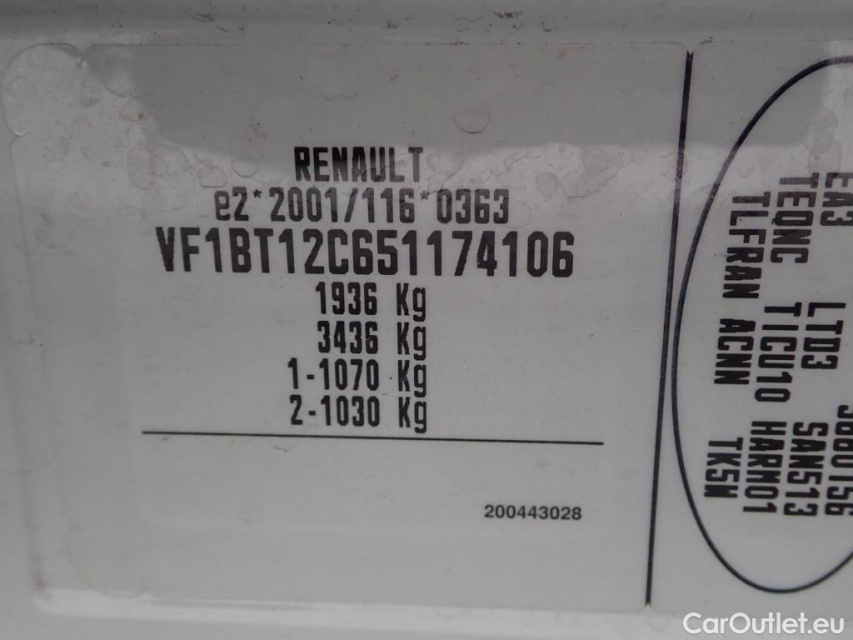 RENAULT
e2*2001/116*0363
VF1BT12C651174106
1936 Kg
3436 Kg
1-1070 Kg
2-1030 Kg
200443028
EA3 LTD3
TEQNC TICU10 SAN513
TLFRAN ACNN HARM01
TK5N
CarOutlet.eu